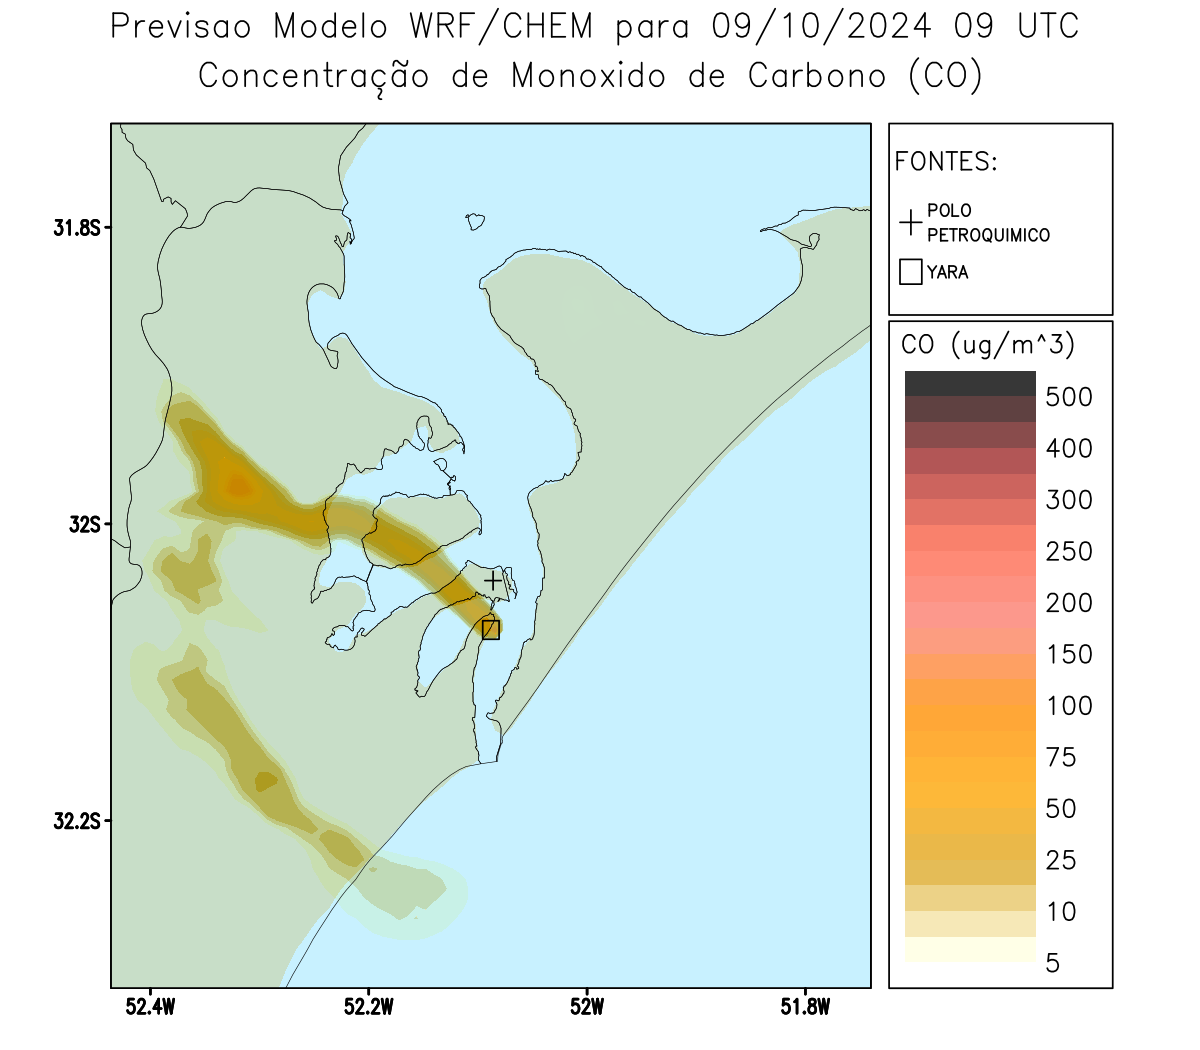 Previsao Modelo WRF/CHEM para 09/10/2024 09 UTC
Concentração de Monoxido de Carbono (CO)
FONTES:
POLO
PETROQUIMICO
YARA
CO (ug/m^3)
500
400
300
250
200
150
100
75
50
25
10
5
31.8S
32S
32.2S
52.4W
52.2W
52W
51.8W